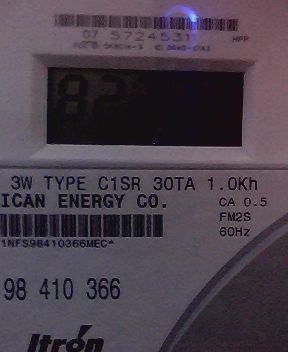 07 5724531
82
3W TYPE C1SR 30TA 1.0Kh
ICAN ENERGY CO.
CA 0.5
FM2S
60Hz
1NFS98410366MEC*
98 410 366
Itron